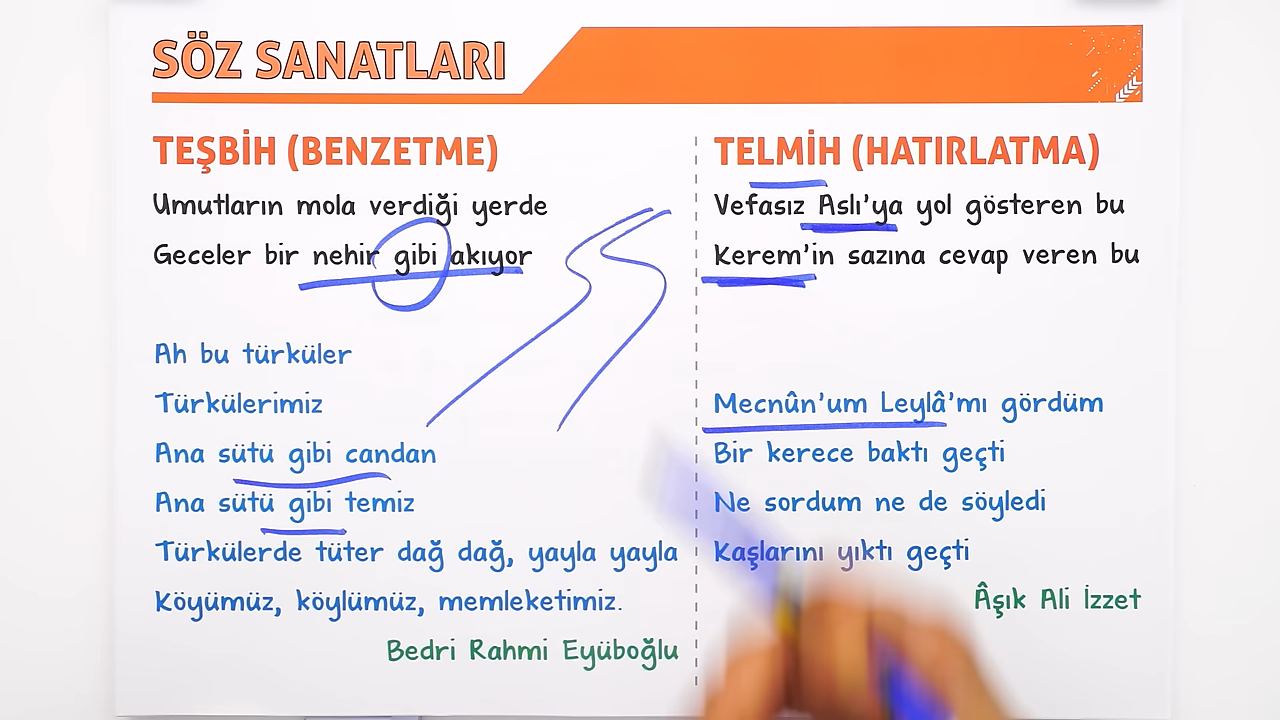 SÖZ SANATLARI
TEŞBİH (BENZETME)
Umutların mola verdiği yerde
Geceler bir nehir gibi akıyor
Ah bu türküler
Türkülerimiz
Ana sütü gibi candan
Ana sütü gibi temiz
Türkülerde tüter dağ dağ, yayla yayla
Köyümüz, köylümüz, memleketimiz.
Bedri Rahmi Eyüboğlu
TELMİH (HATIRLATMA)
Vefasız Aslı'ya yol gösteren bu
Kerem'in sazına cevap veren bu
Mecnûn'um Leylâ'mı gördüm
Bir kerece baktı geçti
Ne sordum ne de söyledi
Kaşlarını yıktı geçti
Âşık Ali İzzet